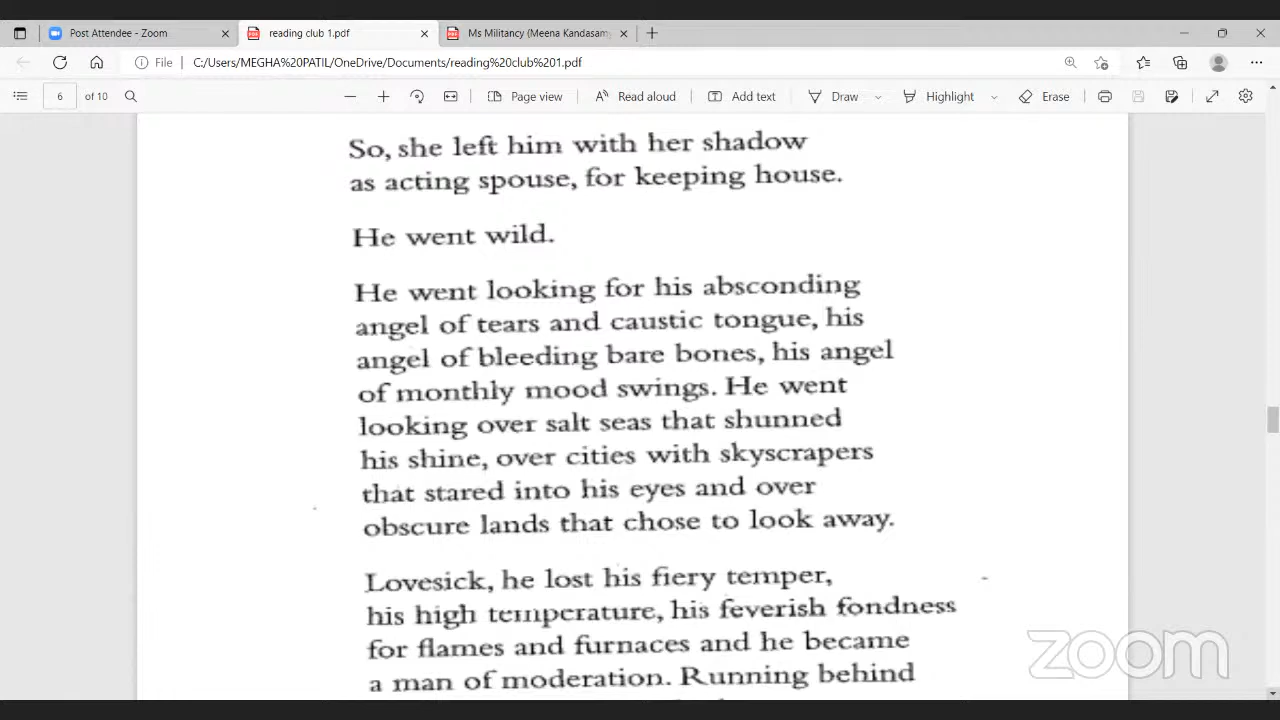 Post Attendee - Zoom
reading club 1.pdf
Ms Militancy (Meena Kandasam
File
C:/Users/MEGHA%20PATIL/OneDrive/Documents/reading%20club%201.pdf
6 of 10
Page view
Read aloud
Add text
Draw
Highlight
Erase
So, she left him with her shadow
as acting spouse, for keeping house.
He went wild.
He went looking for his absconding
angel of tears and caustic tongue, his
angel of bleeding bare bones, his angel
of monthly mood swings. He went
looking over salt seas that shunned
his shine, over cities with skyscrapers
that stared into his eyes and over
obscure lands that chose to look away.
Lovesick, he lost his fiery temper,
his high temperature, his feverish fondness
for flames and furnaces and he became
a man of moderation. Running behind
zoom